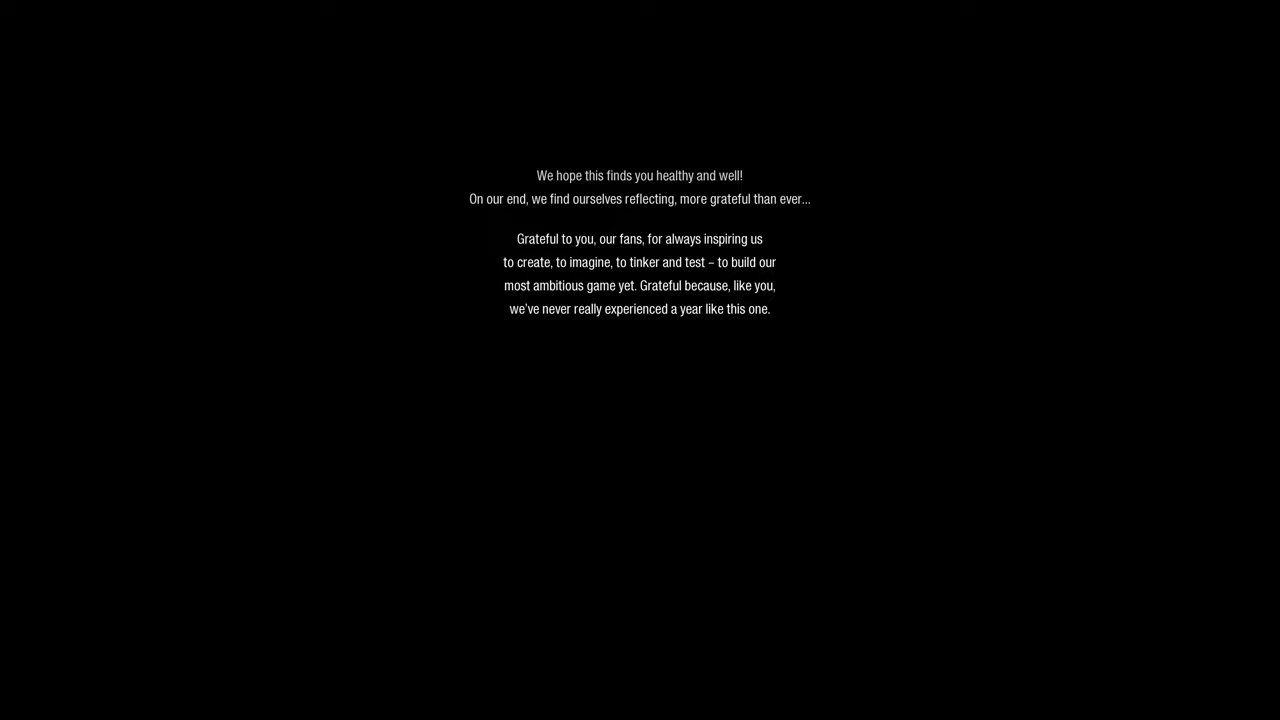 We hope this finds you healthy and well!
On our end, we find ourselves reflecting, more grateful than ever...
Grateful to you, our fans, for always inspiring us
to create, to imagine, to tinker and test – to build our
most ambitious game yet. Grateful because, like you,
we've never really experienced a year like this one.